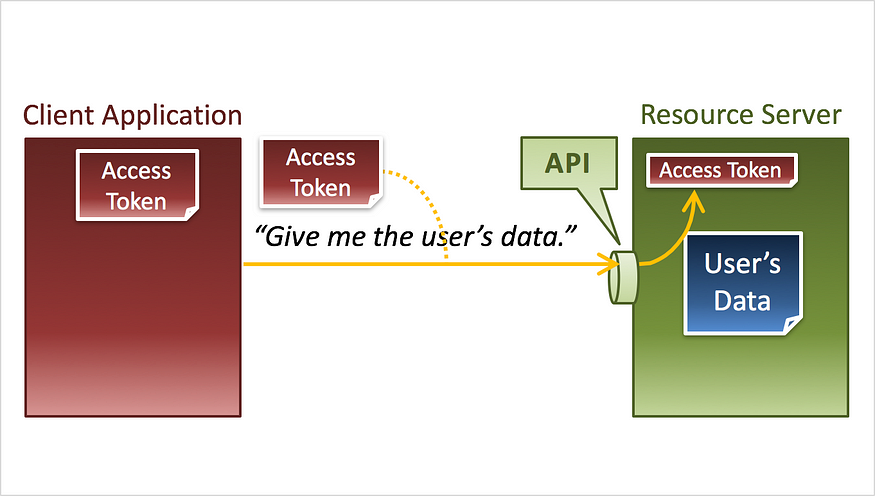 Client Application
Access
Token
Access
Token
“Give me the user’s data.”
API
Resource Server
Access Token
User’s
Data